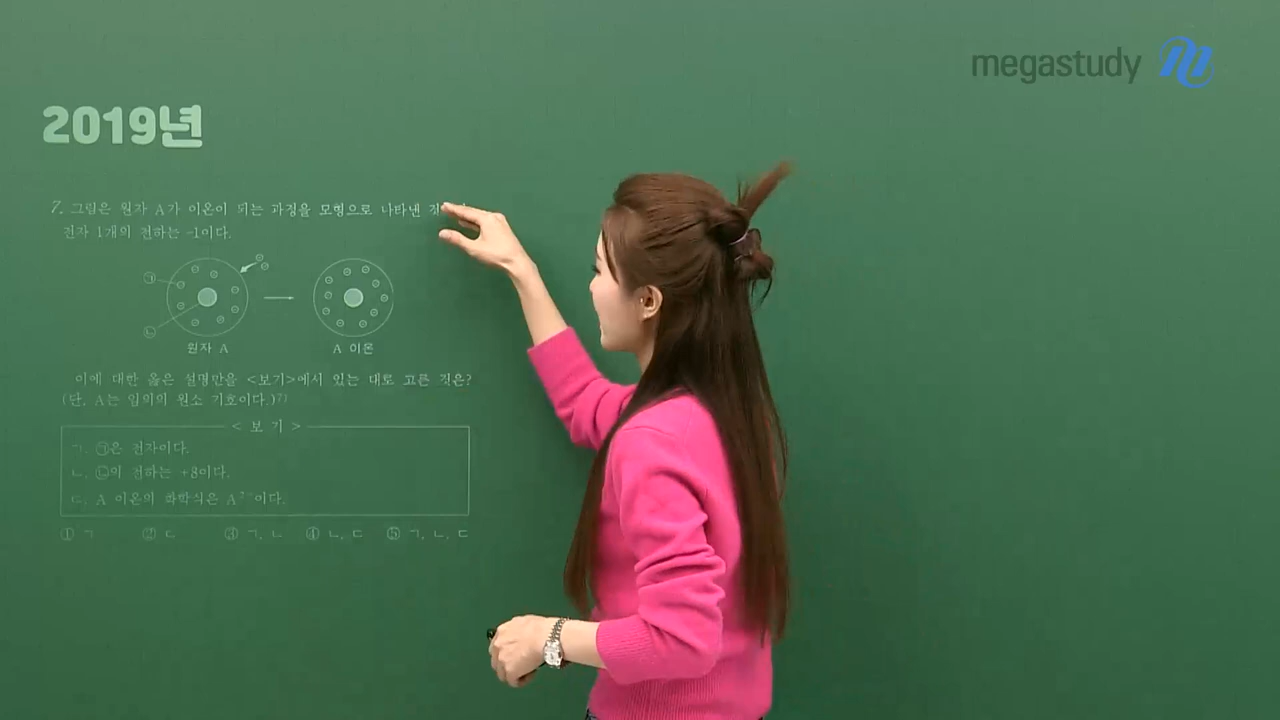 megastudy
2019년
7. 그림은 원자 A가 이온이 되는 과정을 모형으로 나타낸
전자 1개의 전하는 -1이다.
㉠
㉡
원자 A
A 이온
이에 대한 옳은 설명만을 <보기>에서 있는 대로 고른 것은?
(단, A는 임의의 원소 기호이다.)7)
< 보 기 >
ㄱ. ㉠은 전자이다.
ㄴ. ㉡의 전하는 +8이다.
ㄷ. A 이온의 화학식은 A²⁻이다.
① ㄱ ② ㄷ ③ ㄱ, ㄴ ④ ㄴ, ㄷ ⑤ ㄱ, ㄴ, ㄷ